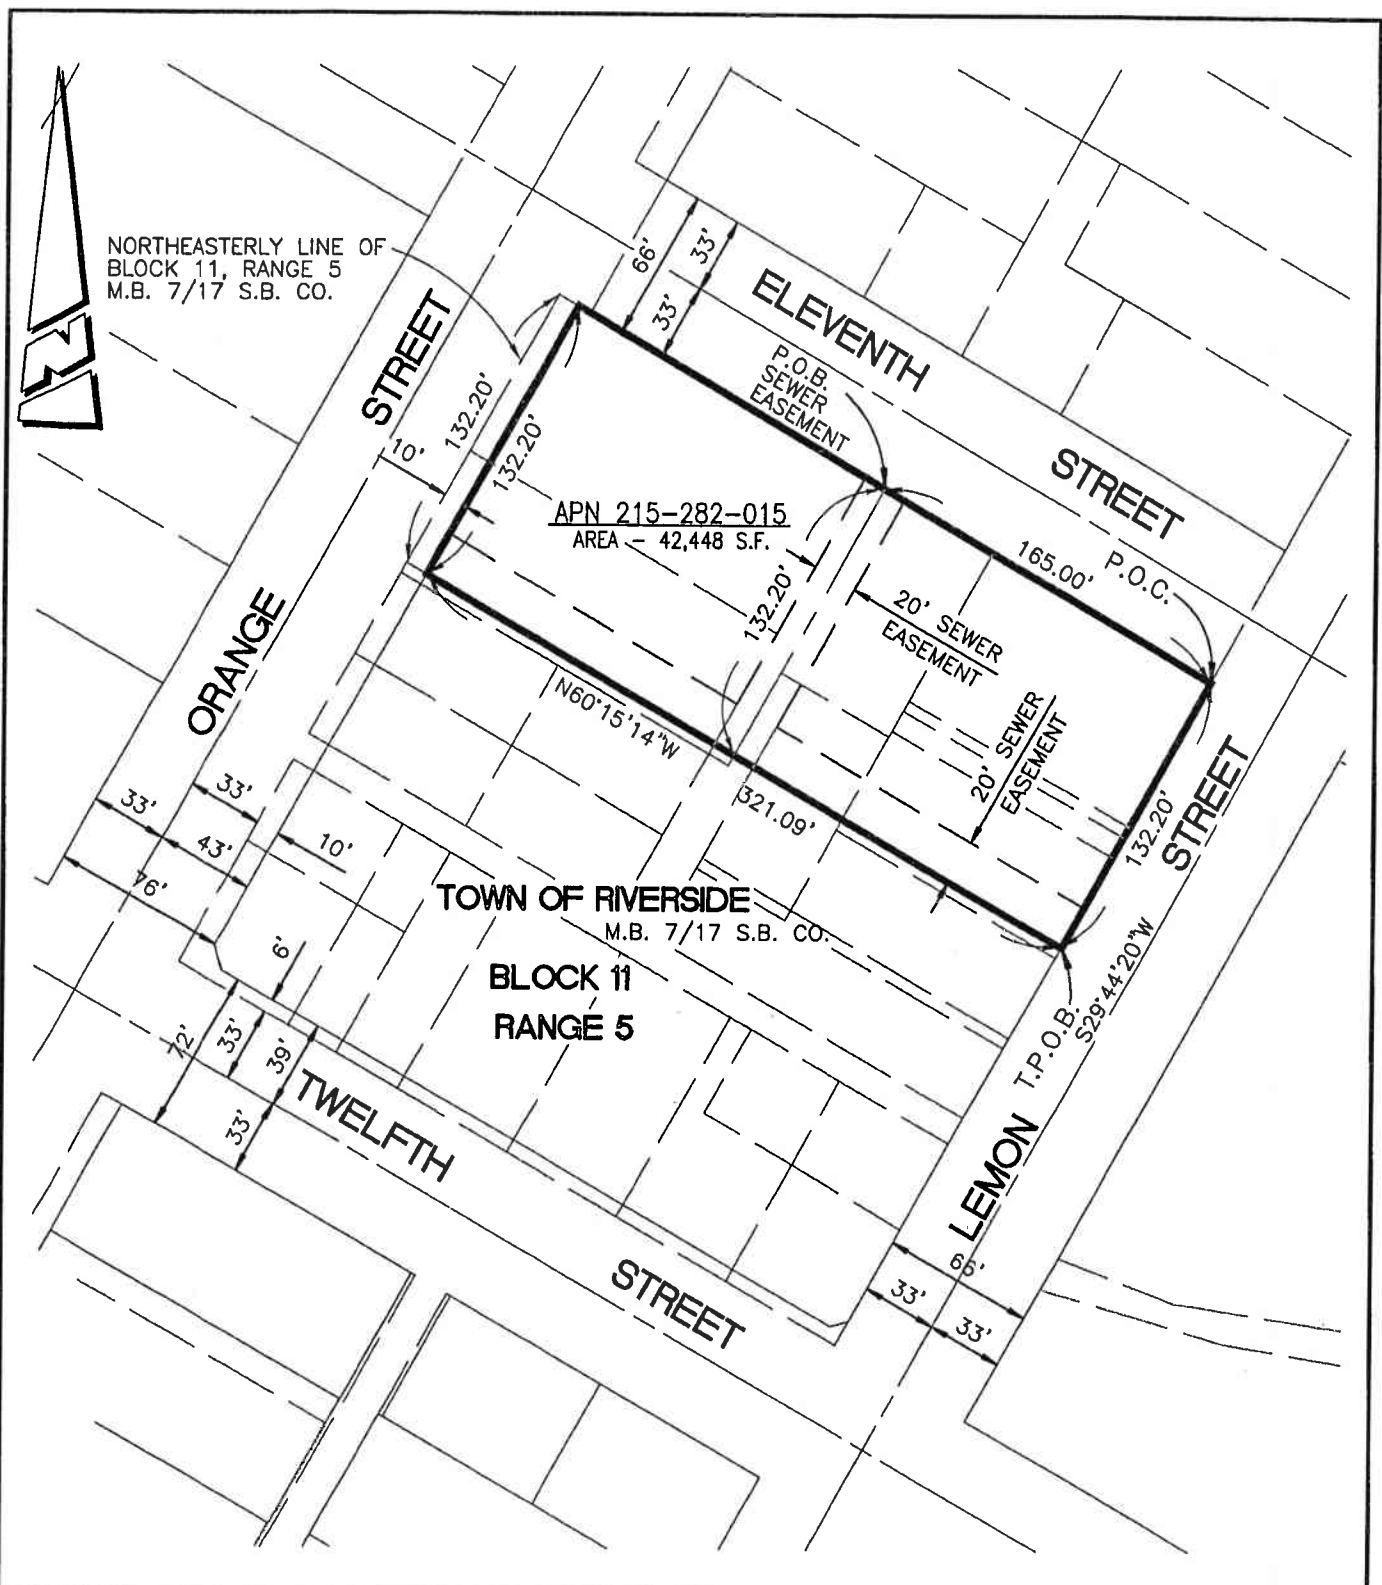 NORTHEASTERLY LINE OF
BLOCK 11, RANGE 5
M.B. 7/17 S.B. CO.
66'
33'
33'
ELEVENTH
STREET
P.O.B.
SEWER
EASEMENT
STREET
ORANGE
132.20'
132.20'
10'
APN 215-282-015
AREA - 42,448 S.F.
132.20'
165.00'
P.O.C.
20' SEWER
EASEMENT
20' SEWER
EASEMENT
N60°15'14"W
321.09'
132.20'
STREET
LEMON
S29°44'20"W
T.P.O.B.
33'
33'
43'
76'
10'
TOWN OF RIVERSIDE
M.B. 7/17 S.B. CO.
BLOCK 11
RANGE 5
6'
72'
33'
39'
33'
TWELFTH
STREET
66'
33'
33'